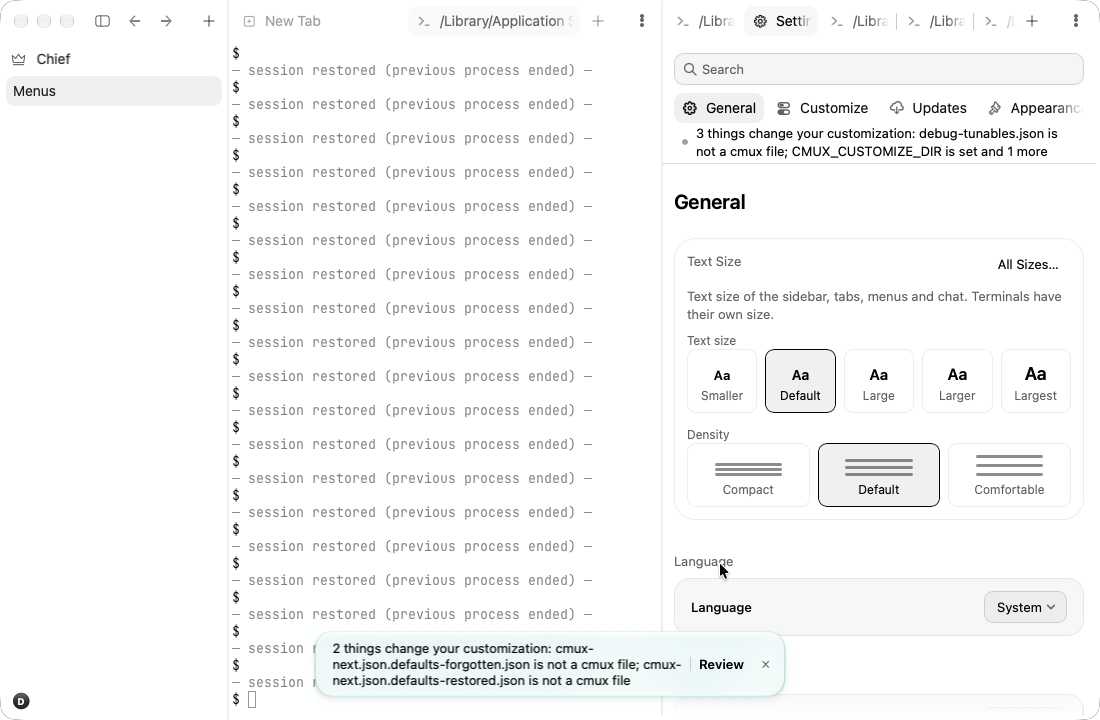 New Tab
/Library/Application S
/Libra
Settin
/Libra
/Libra
Chief
Menus
$
— session restored (previous process ended) —
$
— session restored (previous process ended) —
$
— session restored (previous process ended) —
$
— session restored (previous process ended) —
$
— session restored (previous process ended) —
$
— session restored (previous process ended) —
$
— session restored (previous process ended) —
$
— session restored (previous process ended) —
$
— session restored (previous process ended) —
$
— session restored (previous process ended) —
$
— session restored (previous process ended) —
$
— session restored (previous process ended) —
$
— session restored (previous process ended) —
$
— session restored (previous process ended) —
$
— session restored (previous process ended) —
$
— session restored (previous process ended) —
$
— session restored (previous process ended) —
$
— session
$
— session
$
Search
General
Customize
Updates
Appearanc
3 things change your customization: debug-tunables.json is
not a cmux file; CMUX_CUSTOMIZE_DIR is set and 1 more
General
Text Size
All Sizes...
Text size of the sidebar, tabs, menus and chat. Terminals have
their own size.
Text size
Aa
Smaller
Aa
Default
Aa
Large
Aa
Larger
Aa
Largest
Density
Compact
Default
Comfortable
Language
Language
System
2 things change your customization: cmux-
next.json.defaults-forgotten.json is not a cmux file; cmux-
next.json.defaults-restored.json is not a cmux file
Review
D